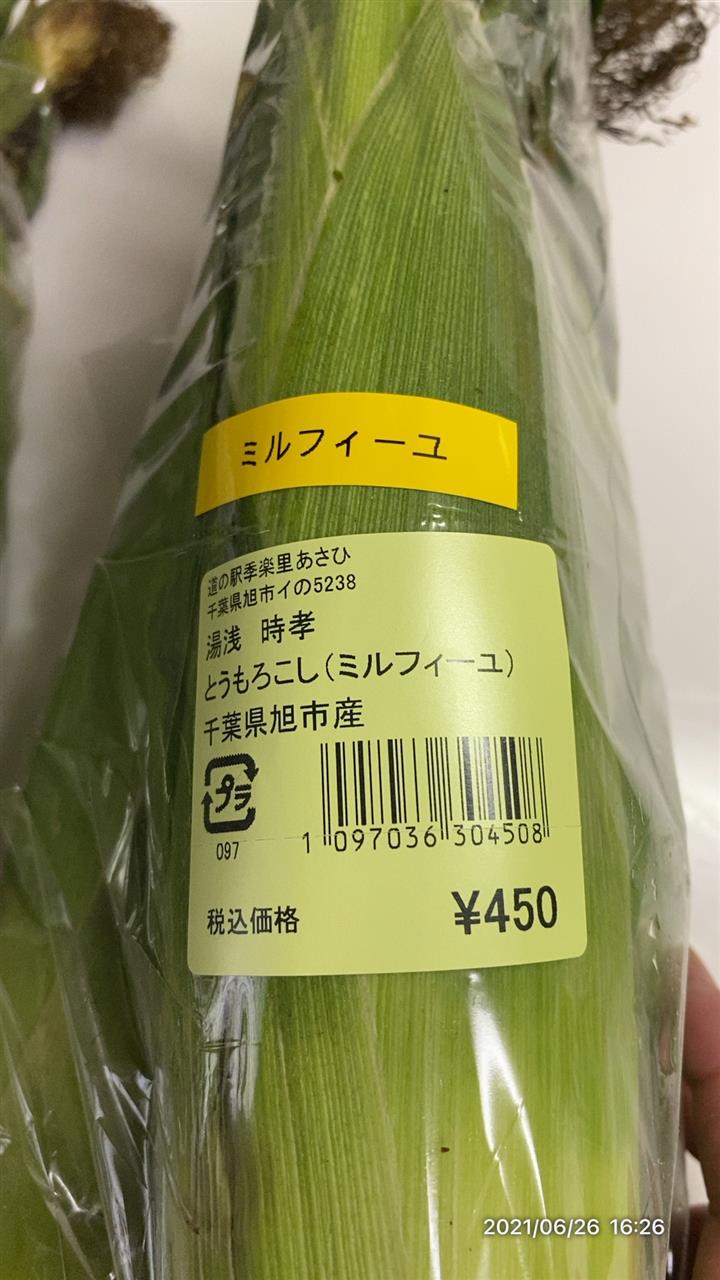 ミルフィーユ
道の駅季楽里あさひ
千葉県旭市イの5238
湯浅 時孝
とうもろこし(ミルフィーユ)
千葉県旭市産
プラ
097
1 097036 304508
税込価格 ¥450
2021/06/26 16:26